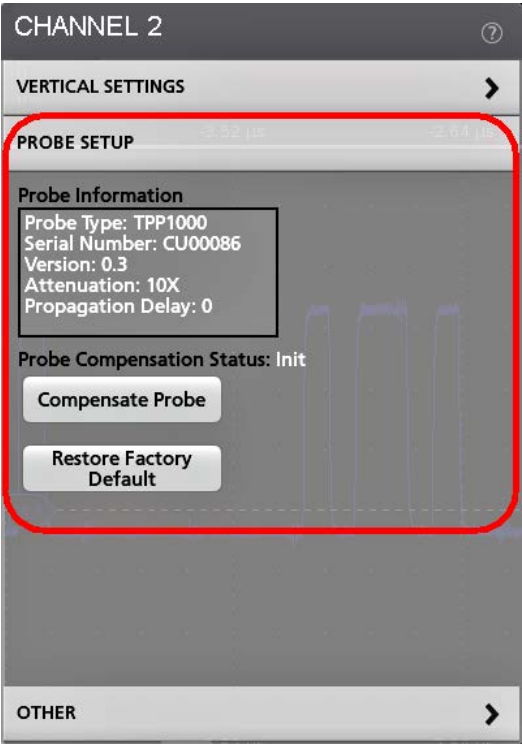 CHANNEL 2
?
VERTICAL SETTINGS
-3.52 µs
-2.64 µs
PROBE SETUP
Probe Information
Probe Type: TPP1000
Serial Number: CU00086
Version: 0.3
Attenuation: 10X
Propagation Delay: 0
Probe Compensation Status: Init
Compensate Probe
Restore Factory
Default
OTHER